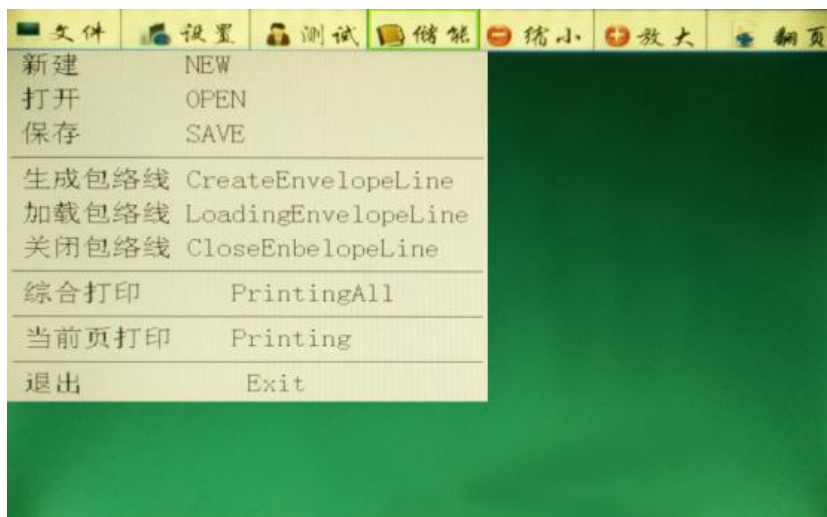 文件 设置 测试 储能 缩小 放大 翻页
新建 NEW
打开 OPEN
保存 SAVE
生成包络线 CreateEnvelopeLine
加载包络线 LoadingEnvelopeLine
关闭包络线 CloseEnbelopeLine
综合打印 PrintingAll
当前页打印 Printing
退出 Exit